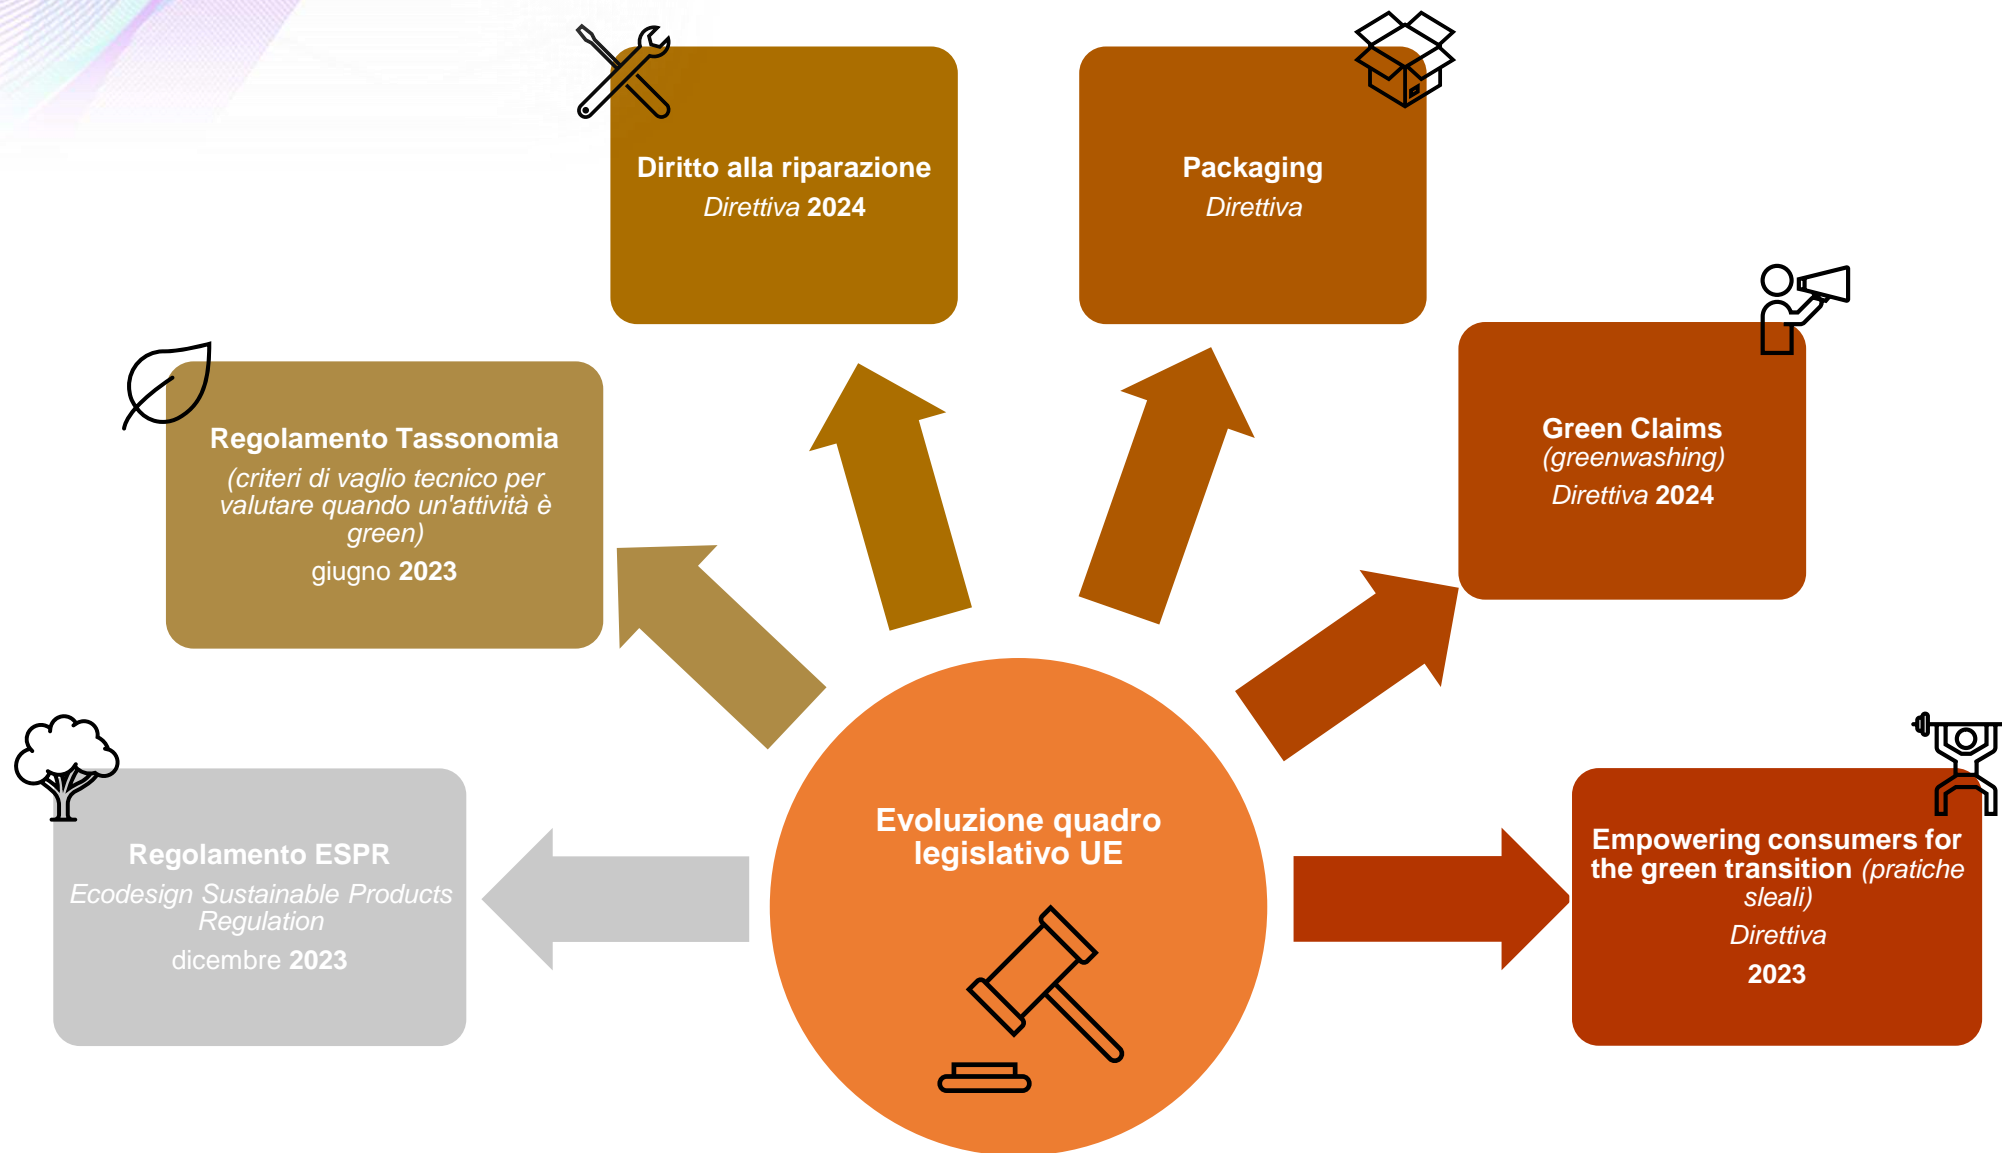 Diritto alla riparazione
Direttiva 2024
Packaging
Direttiva
Regolamento Tassonomia
(criteri di vaglio tecnico per
valutare quando un'attività è
green)
giugno 2023
Green Claims
(greenwashing)
Direttiva 2024
Regolamento ESPR
Ecodesign Sustainable Products
Regulation
dicembre 2023
Evoluzione quadro
legislativo UE
Empowering consumers for
the green transition (pratiche
sleali)
Direttiva
2023